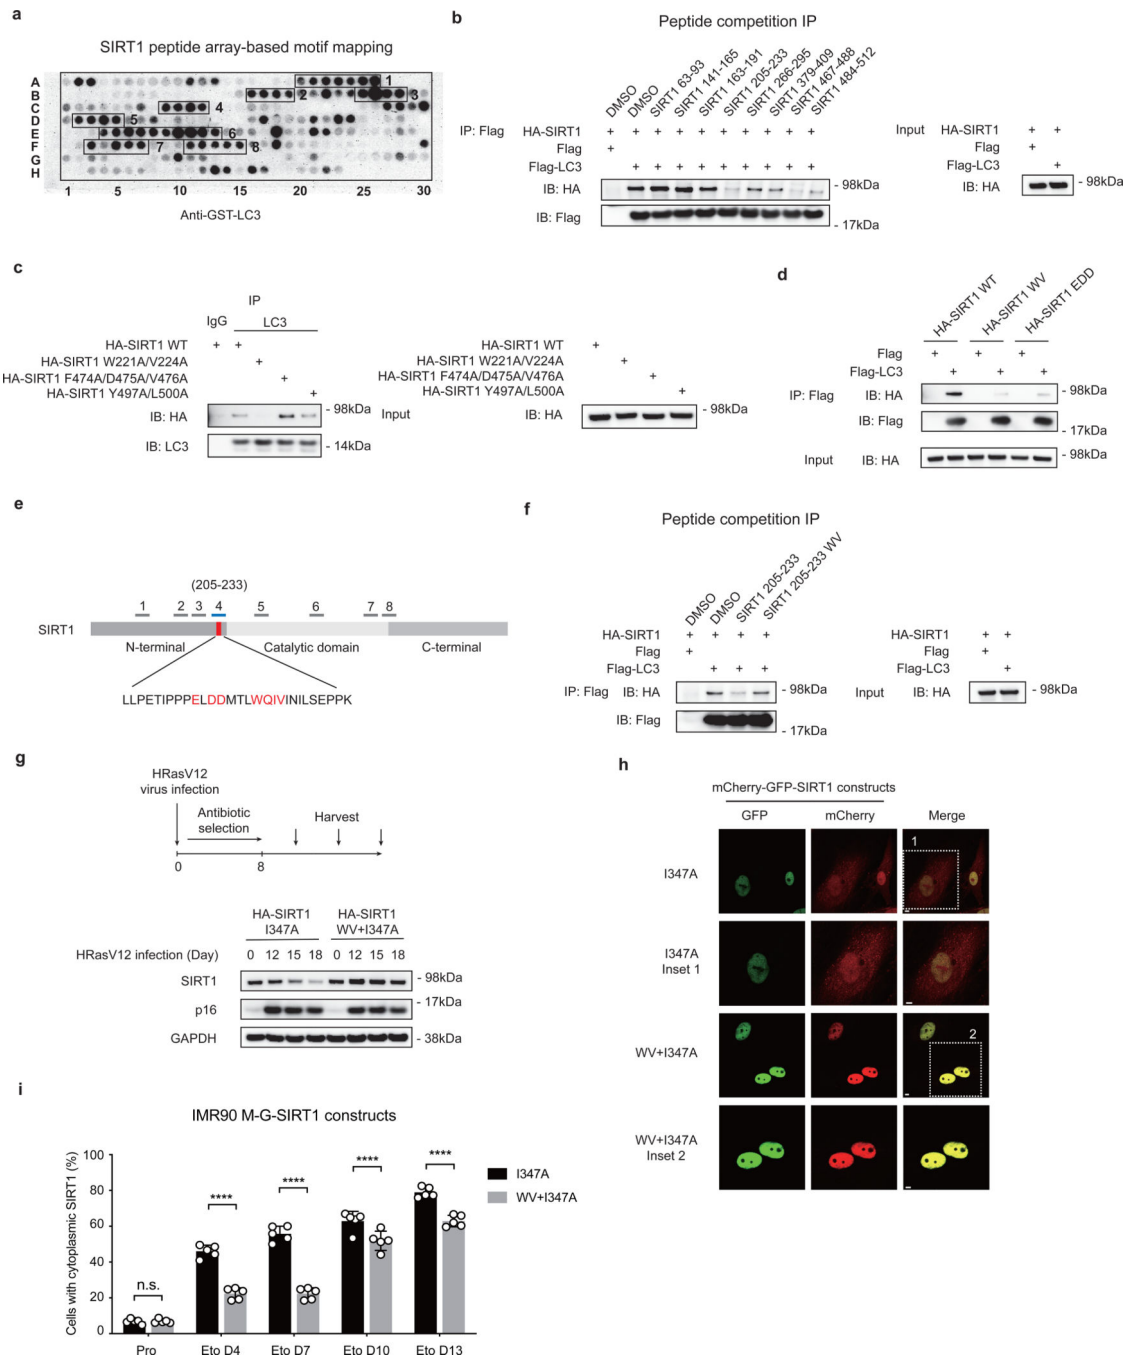 a
SIRT1 peptide array-based motif mapping
A
B
C
D
E
F
G
H
1
2
3
4
5
6
7
8
1 5 10 15 20 25 30
Anti-GST-LC3
b
Peptide competition IP
DMSO
DMSO
SIRT1 63-93
SIRT1 141-165
SIRT1 163-191
SIRT1 205-233
SIRT1 266-295
SIRT1 379-409
SIRT1 467-488
SIRT1 484-512
IP: Flag HA-SIRT1 + + + + + + + + + +
Flag +
Flag-LC3 + + + + + + + + +
IB: HA - 98kDa
IB: Flag - 17kDa
Input HA-SIRT1 + +
Flag +
Flag-LC3 +
IB: HA - 98kDa
c
IP
IgG LC3
HA-SIRT1 WT + +
HA-SIRT1 W221A/V224A +
HA-SIRT1 F474A/D475A/V476A +
HA-SIRT1 Y497A/L500A +
IB: HA - 98kDa
IB: LC3 - 14kDa
HA-SIRT1 WT +
HA-SIRT1 W221A/V224A +
HA-SIRT1 F474A/D475A/V476A +
HA-SIRT1 Y497A/L500A +
Input IB: HA - 98kDa
d
HA-SIRT1 WT
HA-SIRT1 WV
HA-SIRT1 EDD
Flag + + +
Flag-LC3 + + +
IP: Flag IB: HA - 98kDa
IB: Flag - 17kDa
Input IB: HA - 98kDa
e
(205-233)
1 2 3 4 5 6 7 8
SIRT1
N-terminal Catalytic domain C-terminal
LLPETIPPPELDDMTLWQIVINILSEPPK
f
Peptide competition IP
DMSO
DMSO
SIRT1 205-233
SIRT1 205-233 WV
HA-SIRT1 + + + +
Flag +
Flag-LC3 + + +
IP: Flag IB: HA - 98kDa
IB: Flag - 17kDa
HA-SIRT1 + +
Flag +
Flag-LC3 +
Input IB: HA - 98kDa
g
HRasV12
virus infection
Antibiotic
selection
Harvest
0 8
HA-SIRT1 HA-SIRT1
I347A WV+I347A
HRasV12 infection (Day) 0 12 15 18 0 12 15 18
SIRT1 - 98kDa
p16 - 17kDa
GAPDH - 38kDa
h
mCherry-GFP-SIRT1 constructs
GFP mCherry Merge
I347A
1
I347A
Inset 1
WV+I347A
2
WV+I347A
Inset 2
i
IMR90 M-G-SIRT1 constructs
Cells with cytoplasmic SIRT1 (%)
100
80
60
40
20
0
n.s.
****
****
****
****
I347A
WV+I347A
Pro Eto D4 Eto D7 Eto D10 Eto D13